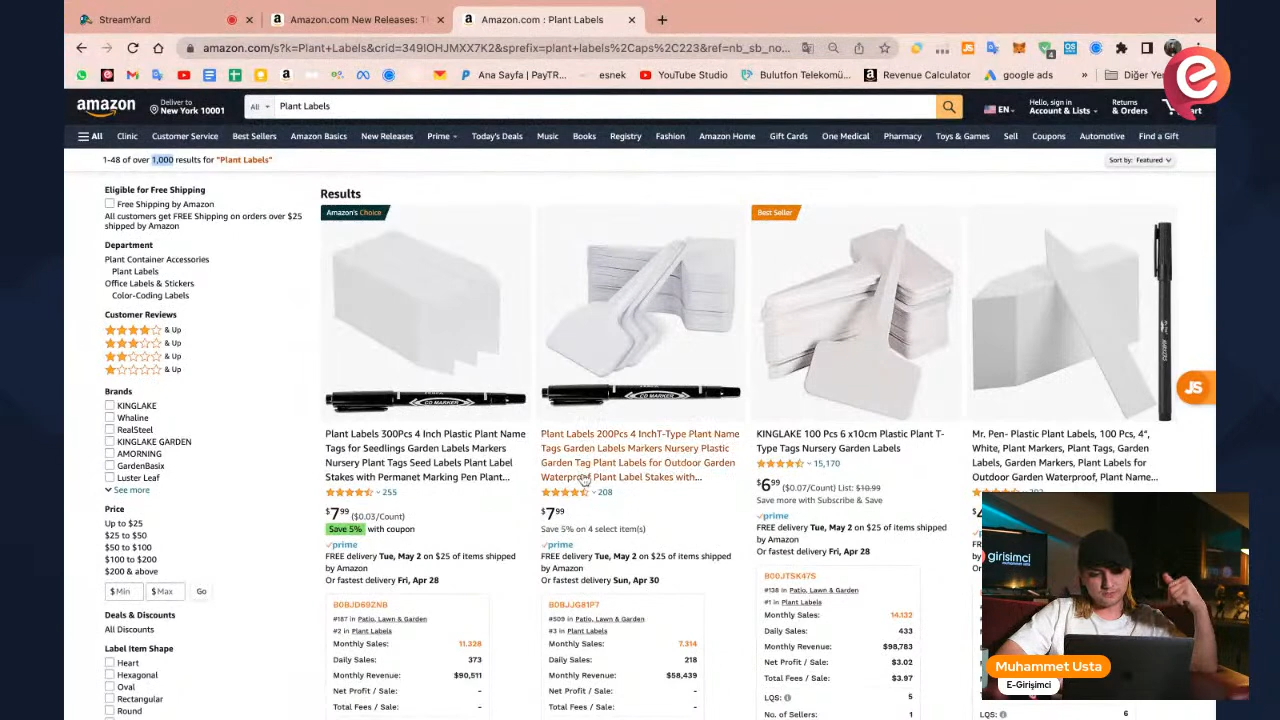 StreamYard
Amazon.com New Releases: T
Amazon.com : Plant Labels
amazon.com/s?k=Plant+Labels&crid=349IOHJMXX7K2&sprefix=plant+labels%2Caps%2C223&ref=nb_sb_no...
Ana Sayfa | PayTR...
esnek
YouTube Studio
Bulutfon Telekomü...
Revenue Calculator
google ads
Diğer Ye
amazon
Deliver to
New York 10001
All
Plant Labels
EN
Hello, sign in
Account & Lists
Returns
& Orders
All Clinic Customer Service Best Sellers Amazon Basics New Releases Prime Today's Deals Music Books Registry Fashion Amazon Home Gift Cards One Medical Pharmacy Toys & Games Sell Coupons Automotive Find a Gift
1-48 of over 1,000 results for "Plant Labels"
Sort by: Featured
Eligible for Free Shipping
Free Shipping by Amazon
All customers get FREE Shipping on orders over $25
shipped by Amazon
Department
Plant Container Accessories
Plant Labels
Office Labels & Stickers
Color-Coding Labels
Customer Reviews
& Up
& Up
& Up
& Up
Brands
KINGLAKE
Whaline
RealSteel
KINGLAKE GARDEN
AMORNING
GardenBasix
Luster Leaf
See more
Price
Up to $25
$25 to $50
$50 to $100
$100 to $200
$200 & above
$ Min
$ Max
Go
Deals & Discounts
All Discounts
Label Item Shape
Heart
Hexagonal
Oval
Rectangular
Round
Results
Amazon's Choice
CD MARKER
Plant Labels 300Pcs 4 Inch Plastic Plant Name
Tags for Seedlings Garden Labels Markers
Nursery Plant Tags Seed Labels Plant Label
Stakes with Permanet Marking Pen Plant...
255
$7.99 ($0.03/Count)
Save 5% with coupon
prime
FREE delivery Tue, May 2 on $25 of items shipped
by Amazon
Or fastest delivery Fri, Apr 28
B0BJD69ZNB
#187 in Patio, Lawn & Garden
#2 in Plant Labels
Monthly Sales: 11.328
Daily Sales: 373
Monthly Revenue: $90,511
Net Profit / Sale: -
Total Fees / Sale: -
CD MARKER
Plant Labels 200Pcs 4 InchT-Type Plant Name
Tags Garden Labels Markers Nursery Plastic
Garden Tag Plant Labels for Outdoor Garden
Waterproof Plant Label Stakes with...
208
$7.99
Save 5% on 4 select item(s)
prime
FREE delivery Tue, May 2 on $25 of items shipped
by Amazon
Or fastest delivery Sun, Apr 30
B0BJJG81P7
#509 in Patio, Lawn & Garden
#3 in Plant Labels
Monthly Sales: 7.314
Daily Sales: 218
Monthly Revenue: $58,439
Net Profit / Sale: -
Total Fees / Sale: -
Best Seller
KINGLAKE 100 Pcs 6 x10cm Plastic Plant T-
Type Tags Nursery Garden Labels
15,170
$6.99 ($0.07/Count) List: $10.99
Save more with Subscribe & Save
prime
FREE delivery Tue, May 2 on $25 of items shipped
by Amazon
Or fastest delivery Fri, Apr 28
B00JTSK47S
#138 in Patio, Lawn & Garden
#1 in Plant Labels
Monthly Sales: 14.132
Daily Sales: 433
Monthly Revenue: $98,783
Net Profit / Sale: $3.02
Total Fees / Sale: $3.97
LQS: 5
No. of Sellers: 1
Mr. Pen- Plastic Plant Labels, 100 Pcs, 4",
White, Plant Markers, Plant Tags, Garden
Labels, Garden Markers, Plant Labels for
Outdoor Garden Waterproof, Plant Name...
LQS: 6
JS
girisimci
Muhammet Usta
E-Girişimci